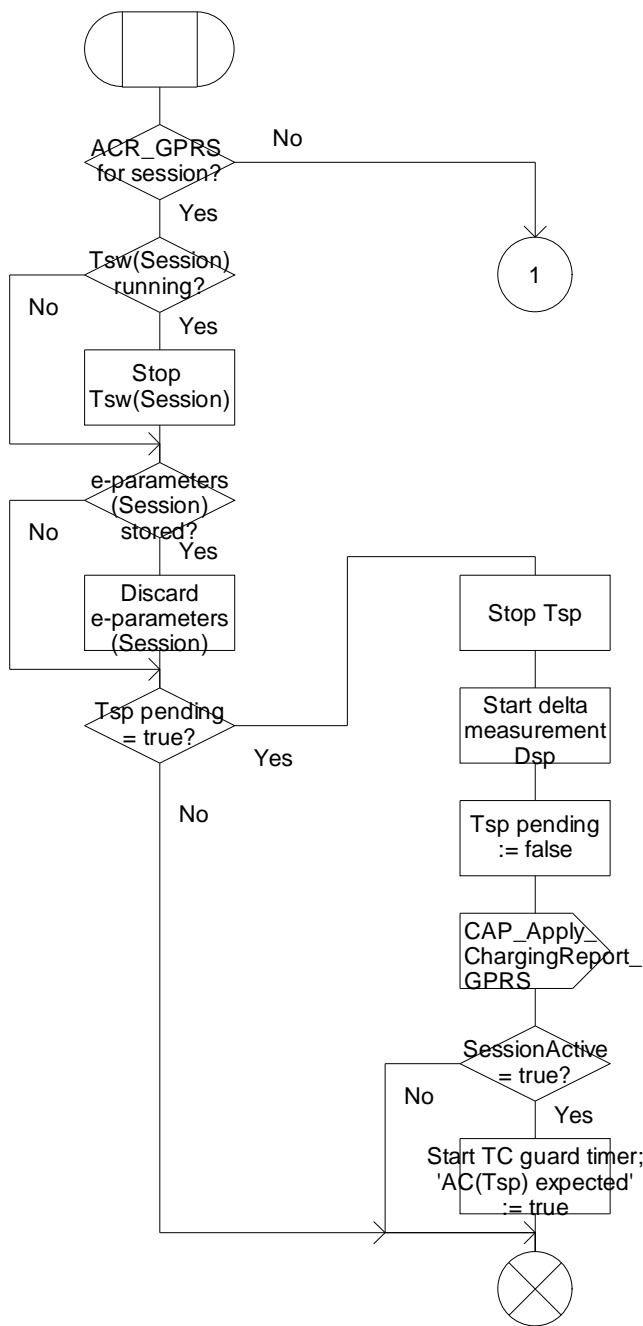 ACR_GPRS
for session?
No
Yes
Tsw(Session)
running?
1
No
Yes
Stop
Tsw(Session)
e-parameters
(Session)
stored?
No
Yes
Discard
e-parameters
(Session)
Stop Tsp
Tsp pending
= true?
Yes
No
Start delta
measurement
Dsp
Tsp pending
:= false
CAP_Apply_
ChargingReport_
GPRS
SessionActive
= true?
No
Yes
Start TC guard timer;
'AC(Tsp) expected'
:= true